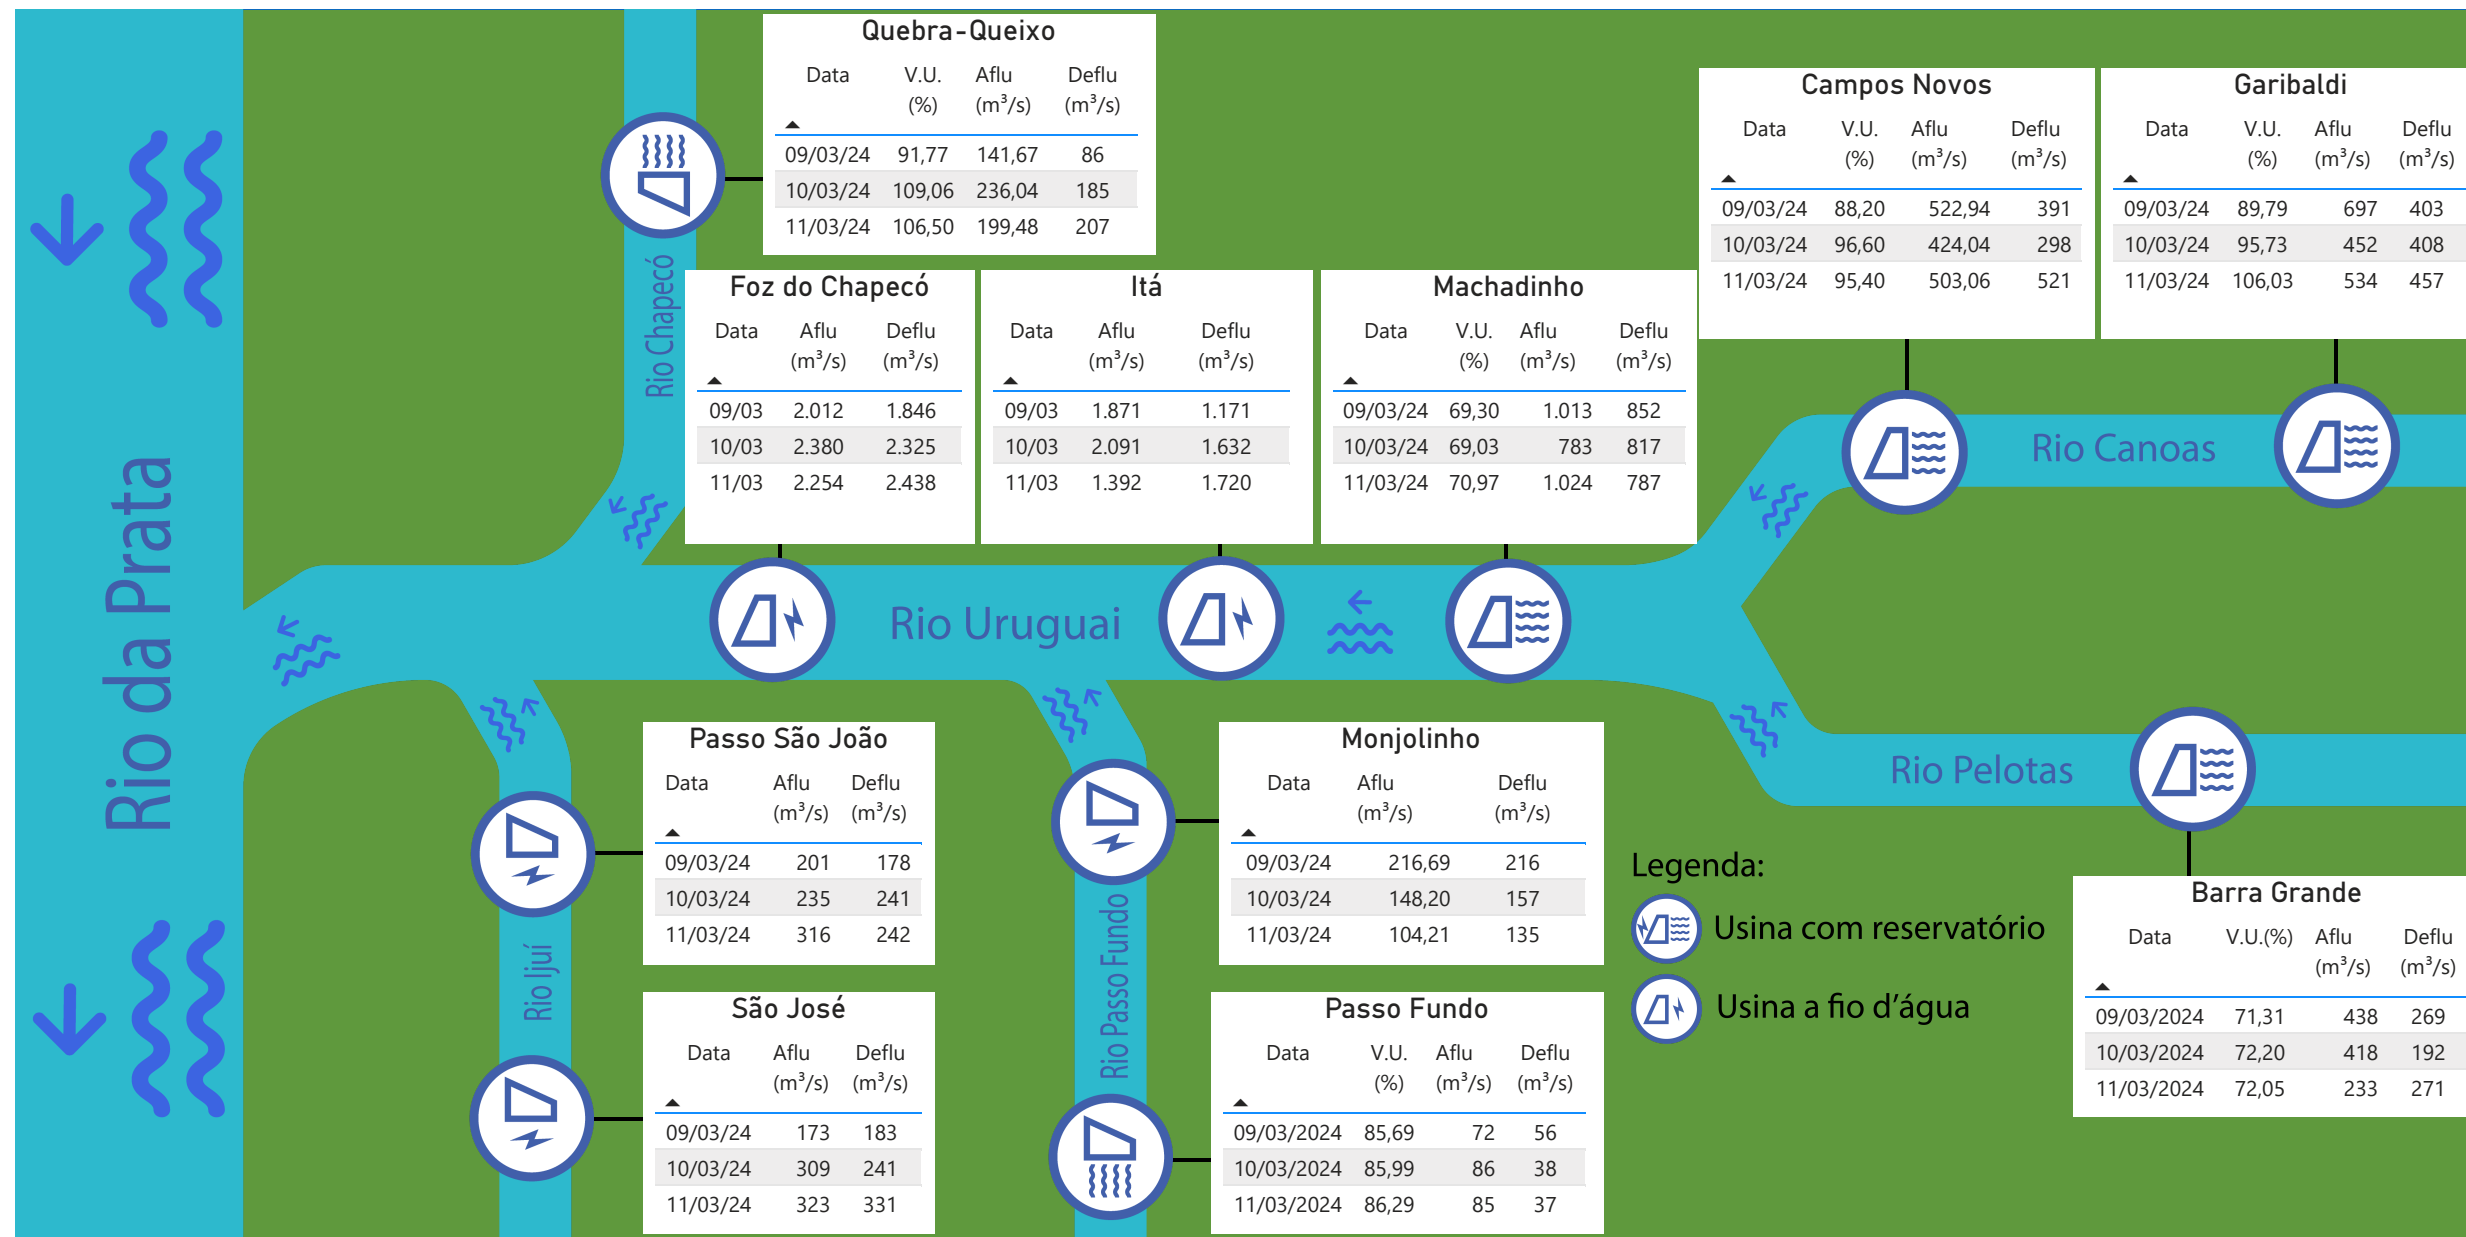 Quebra-Queixo
Data V.U. (%) Aflu (m³/s) Deflu (m³/s)
09/03/24 91,77 141,67 86
10/03/24 109,06 236,04 185
11/03/24 106,50 199,48 207
Campos Novos
Data V.U. (%) Aflu (m³/s) Deflu (m³/s)
09/03/24 88,20 522,94 391
10/03/24 96,60 424,04 298
11/03/24 95,40 503,06 521
Garibaldi
Data V.U. (%) Aflu (m³/s) Deflu (m³/s)
09/03/24 89,79 697 403
10/03/24 95,73 452 408
11/03/24 106,03 534 457
Rio Chapecó
Foz do Chapecó
Data Aflu (m³/s) Deflu (m³/s)
09/03 2.012 1.846
10/03 2.380 2.325
11/03 2.254 2.438
Itá
Data Aflu (m³/s) Deflu (m³/s)
09/03 1.871 1.171
10/03 2.091 1.632
11/03 1.392 1.720
Machadinho
Data V.U. (%) Aflu (m³/s) Deflu (m³/s)
09/03/24 69,30 1.013 852
10/03/24 69,03 783 817
11/03/24 70,97 1.024 787
Rio Canoas
Rio da Prata
Rio Uruguai
Rio Pelotas
Passo São João
Data Aflu (m³/s) Deflu (m³/s)
09/03/24 201 178
10/03/24 235 241
11/03/24 316 242
Monjolinho
Data Aflu (m³/s) Deflu (m³/s)
09/03/24 216,69 216
10/03/24 148,20 157
11/03/24 104,21 135
Legenda:
Usina com reservatório
Usina a fio d’água
Barra Grande
Data V.U.(%) Aflu (m³/s) Deflu (m³/s)
09/03/2024 71,31 438 269
10/03/2024 72,20 418 192
11/03/2024 72,05 233 271
Rio Ijuí
Rio Passo Fundo
São José
Data Aflu (m³/s) Deflu (m³/s)
09/03/24 173 183
10/03/24 309 241
11/03/24 323 331
Passo Fundo
Data V.U. (%) Aflu (m³/s) Deflu (m³/s)
09/03/2024 85,69 72 56
10/03/2024 85,99 86 38
11/03/2024 86,29 85 37